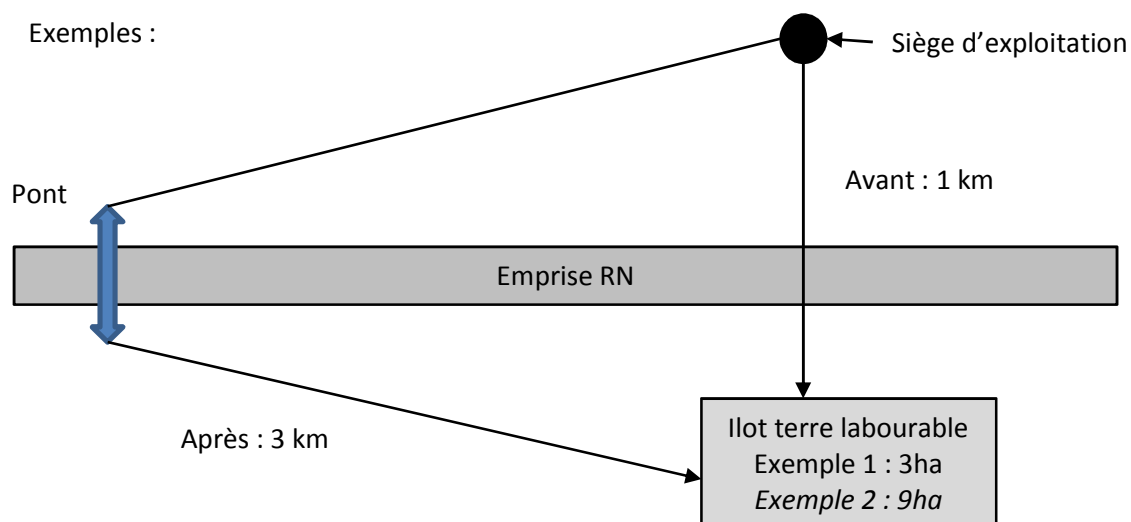 Exemples :
Siège d’exploitation
Avant : 1 km
Pont
Emprise RN
Après : 3 km
Ilot terre labourable
Exemple 1 : 3ha
Exemple 2 : 9ha